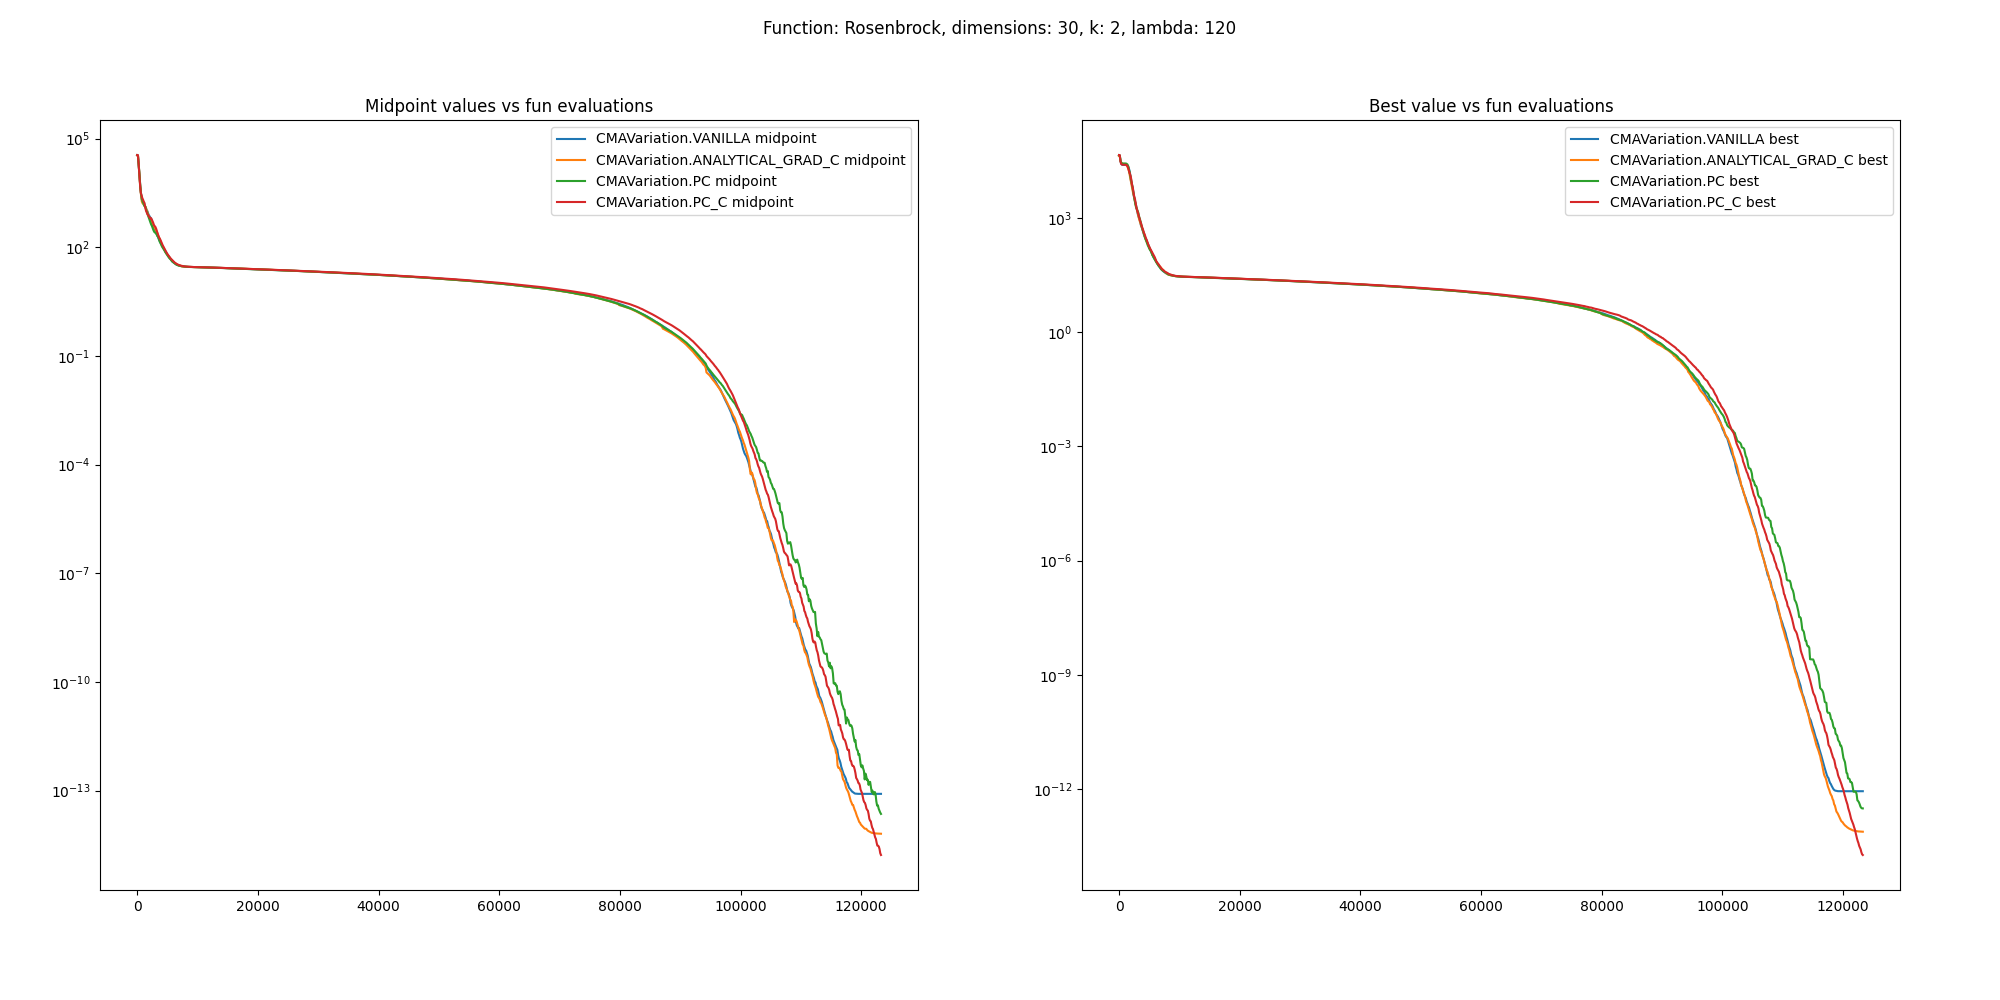 Function: Rosenbrock, dimensions: 30, k: 2, lambda: 120
Midpoint values vs fun evaluations
CMAVariation.VANILLA midpoint
CMAVariation.ANALYTICAL_GRAD_C midpoint
CMAVariation.PC midpoint
CMAVariation.PC_C midpoint
10^5
10^2
10^−1
10^−4
10^−7
10^−10
10^−13
0 20000 40000 60000 80000 100000 120000
Best value vs fun evaluations
CMAVariation.VANILLA best
CMAVariation.ANALYTICAL_GRAD_C best
CMAVariation.PC best
CMAVariation.PC_C best
10^3
10^0
10^−3
10^−6
10^−9
10^−12
0 20000 40000 60000 80000 100000 120000